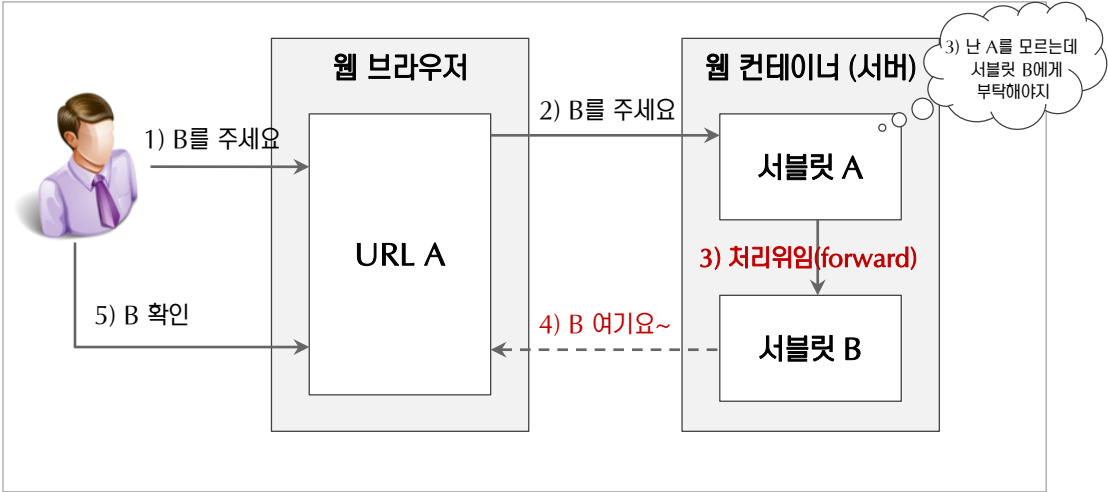 웹 브라우저
웹 컨테이너 (서버)
3) 난 A를 모르는데
서블릿 B에게
부탁해야지
1) B를 주세요
2) B를 주세요
서블릿 A
URL A
3) 처리위임(forward)
5) B 확인
4) B 여기요~
서블릿 B